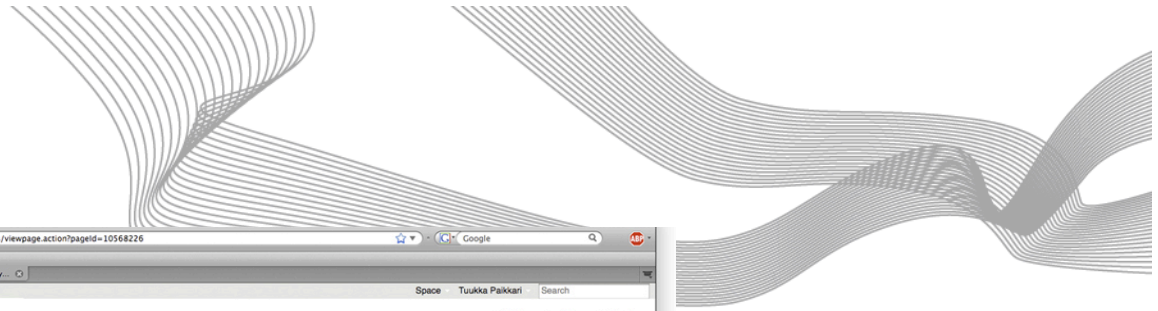 /viewpage.action?pageId=10568226 Google ABP
y...
Space Tuukka Paikkari Search